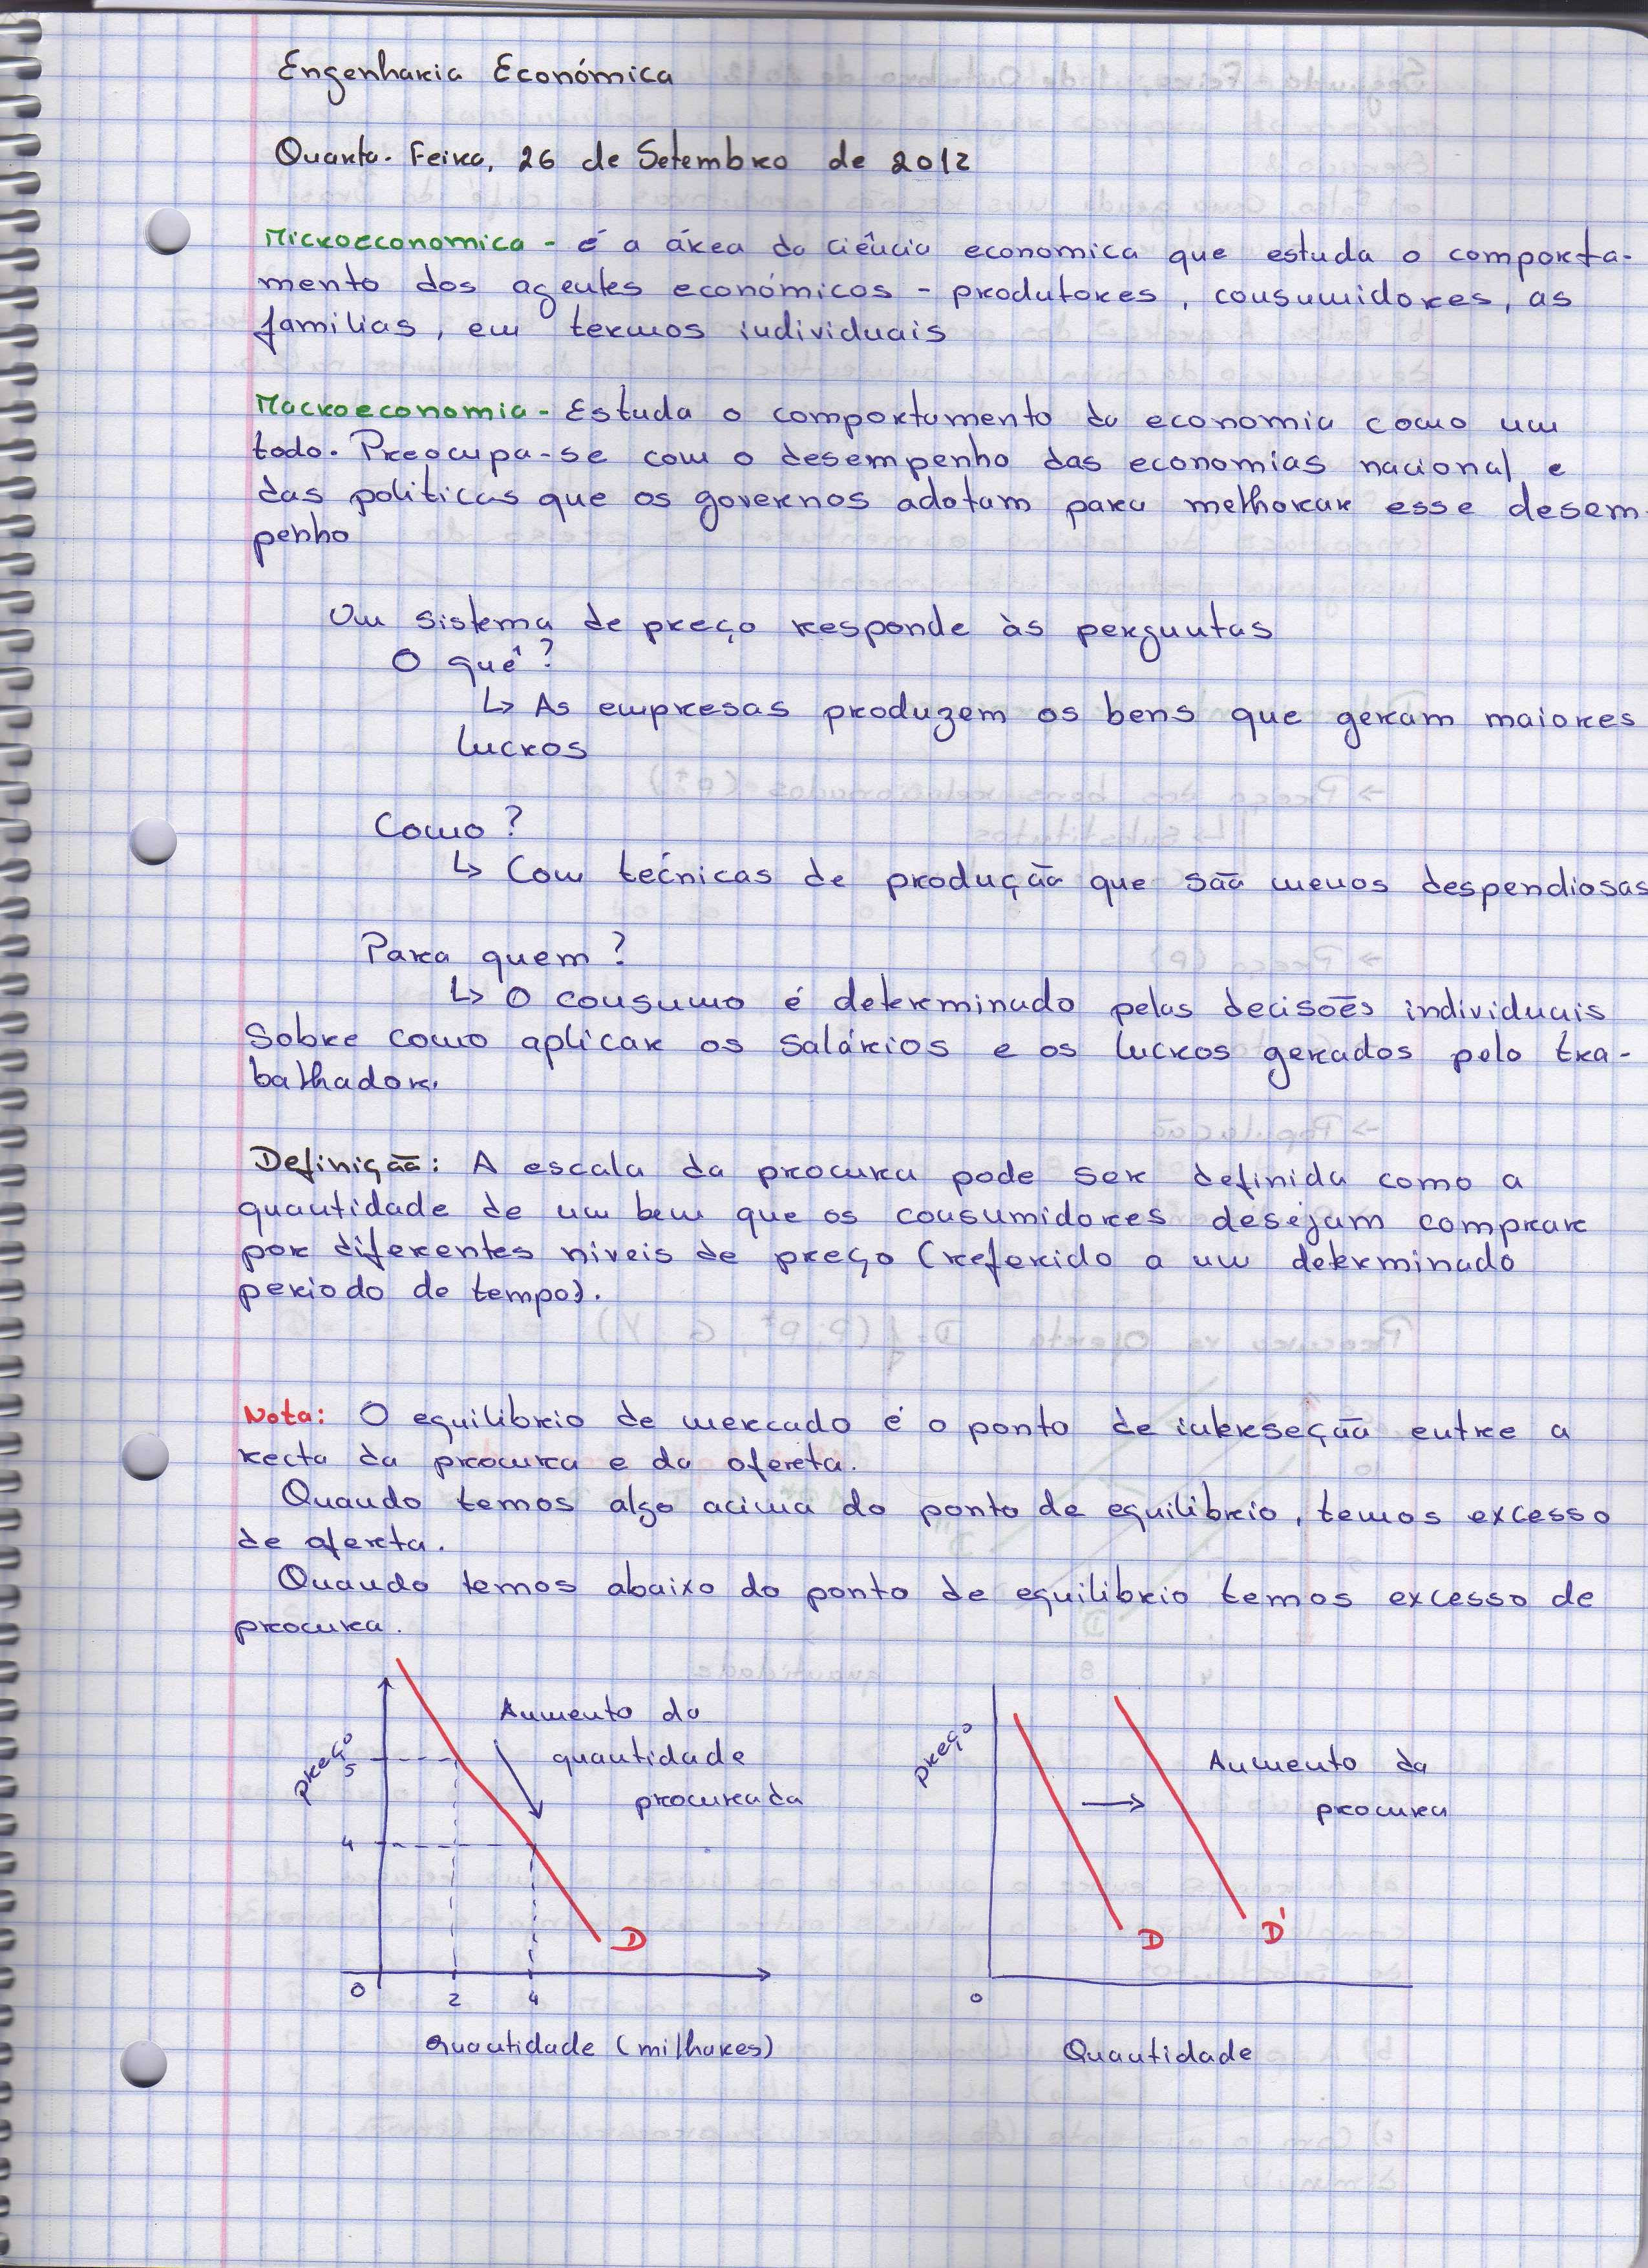 Engenharia Económica
Quarta-Feira, 26 de Setembro de 2012
Microeconomica - é a área da ciência economica que estuda o comporta-
mento dos agentes económicos - produtores, consumidores, as
familias, em termos individuais
Macroeconomia - Estuda o comportamento da economia como um
todo. Preocupa-se com o desempenho das economias nacional e
das politicas que os governos adotam para melhorar esse desem
penho
Um sistema de preço responde às perguntas
O quê?
↳ As empresas produzem os bens que geram maiores
lucros
Como?
↳ Com técnicas de produção que são menos despendiosas
Para quem?
↳ O consumo é determinado pelas decisões individuais
Sobre como aplicar os salários e os lucros gerados pelo tra-
balhador.
Definição: A escala da procura pode ser definida como a
quantidade de um bem que os consumidores desejam comprar
por diferentes niveis de preço (referido a um determinado
periodo de tempo).
Nota: O equilibrio de mercado é o ponto de interseção entre a
recta da procura e da oferta.
Quando temos algo acima do ponto de equilibrio, temos excesso
de oferta.
Quando temos abaixo do ponto de equilibrio temos excesso de
procura.
Aumento da
quantidade
procurada
preço
5
4
D
0
2
4
quantidade (milhares)
preço
Aumento da
procura
D
D'
0
Quantidade